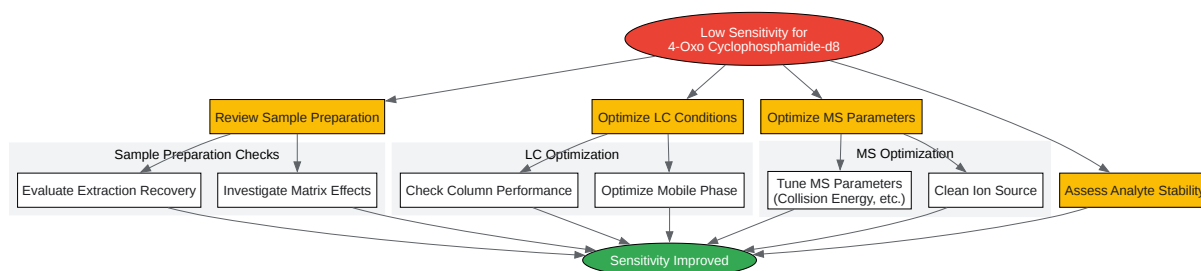 Low Sensitivity for
4-Oxo Cyclophosphamide-d8
Review Sample Preparation
Optimize LC Conditions
Optimize MS Parameters
Sample Preparation Checks
LC Optimization
MS Optimization
Evaluate Extraction Recovery
Investigate Matrix Effects
Check Column Performance
Optimize Mobile Phase
Tune MS Parameters
(Collision Energy, etc.)
Clean Ion Source
Assess Analyte Stability
Sensitivity Improved